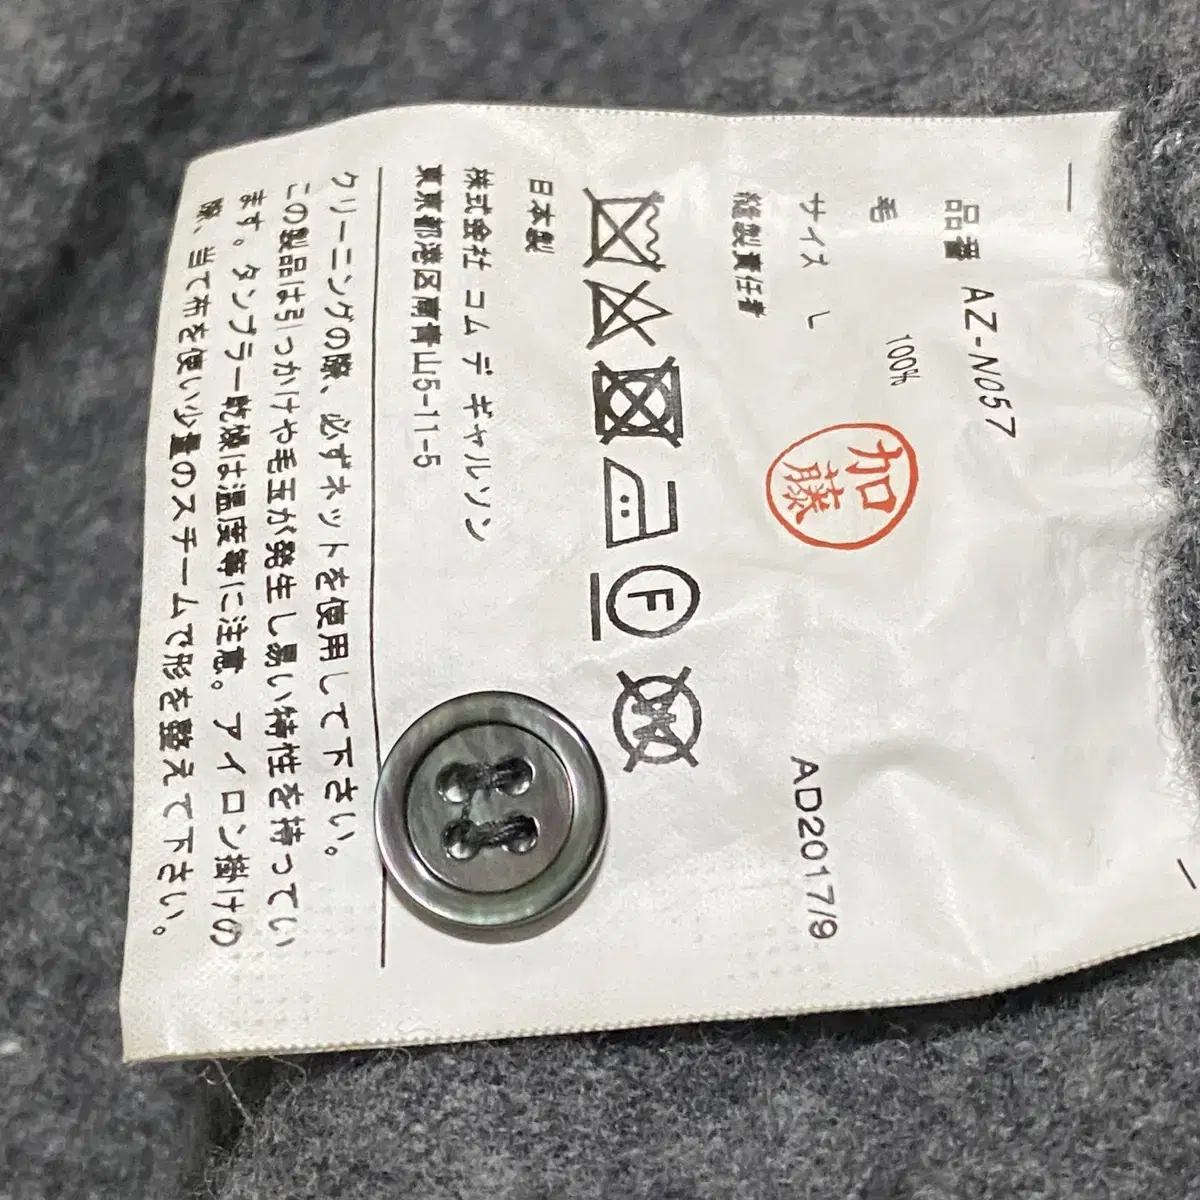 品番 AZ-N057
毛 100%
サイズ L
縫製責任者
加藤
AD2017/9
F
W
日本製
株式会社 コム デ ギャルソン
東京都港区南青山5-11-5
クリーニングの際、必ずネットを使用して下さい。
この製品は引っかけや毛玉が発生し易い特性を持ってい
ます。タンブラー乾燥は温度等に注意。アイロン掛けの
際、当て布を使い少量のスチームで形を整えて下さい。